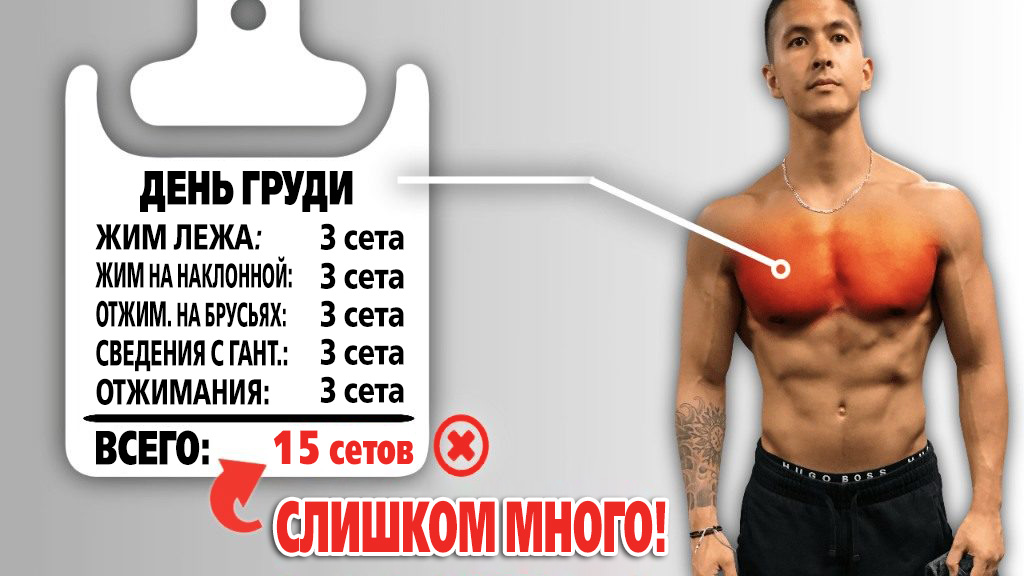 ДЕНЬ ГРУДИ
ЖИМ ЛЕЖА: 3 сета
ЖИМ НА НАКЛОННОЙ: 3 сета
ОТЖИМ. НА БРУСЬЯХ: 3 сета
СВЕДЕНИЯ С ГАНТ.: 3 сета
ОТЖИМАНИЯ: 3 сета
ВСЕГО: 15 сетов
СЛИШКОМ МНОГО!
HUGO BOSS